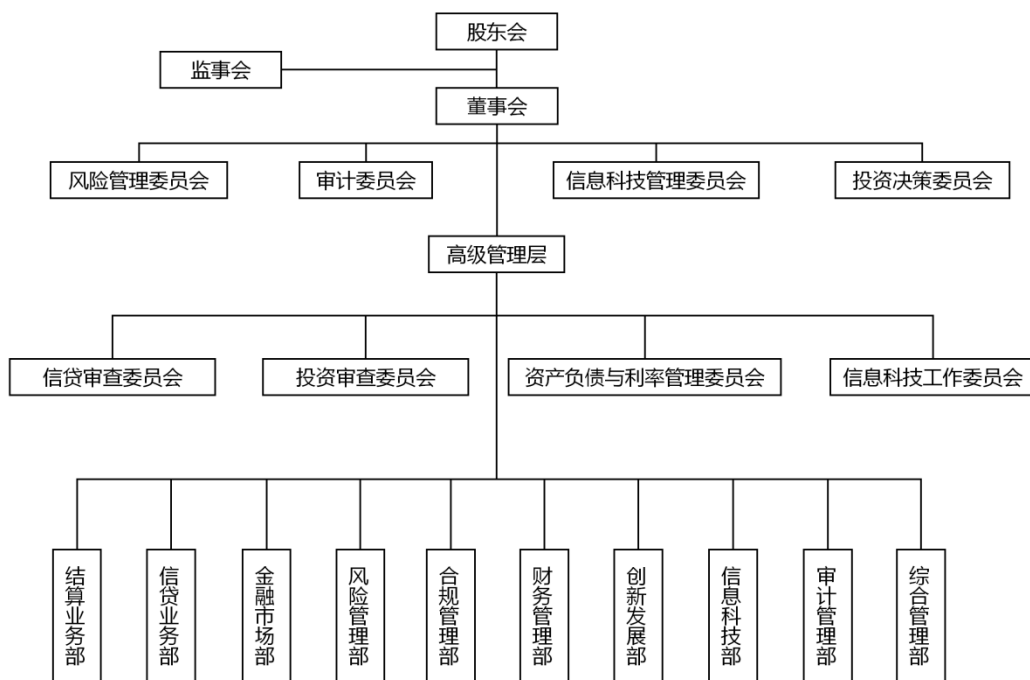 股东会
监事会
董事会
风险管理委员会
审计委员会
信息科技管理委员会
投资决策委员会
高级管理层
信贷审查委员会
投资审查委员会
资产负债与利率管理委员会
信息科技工作委员会
结算业务部
信贷业务部
金融市场部
风险管理部
合规管理部
财务管理部
创新发展部
信息科技部
审计管理部
综合管理部